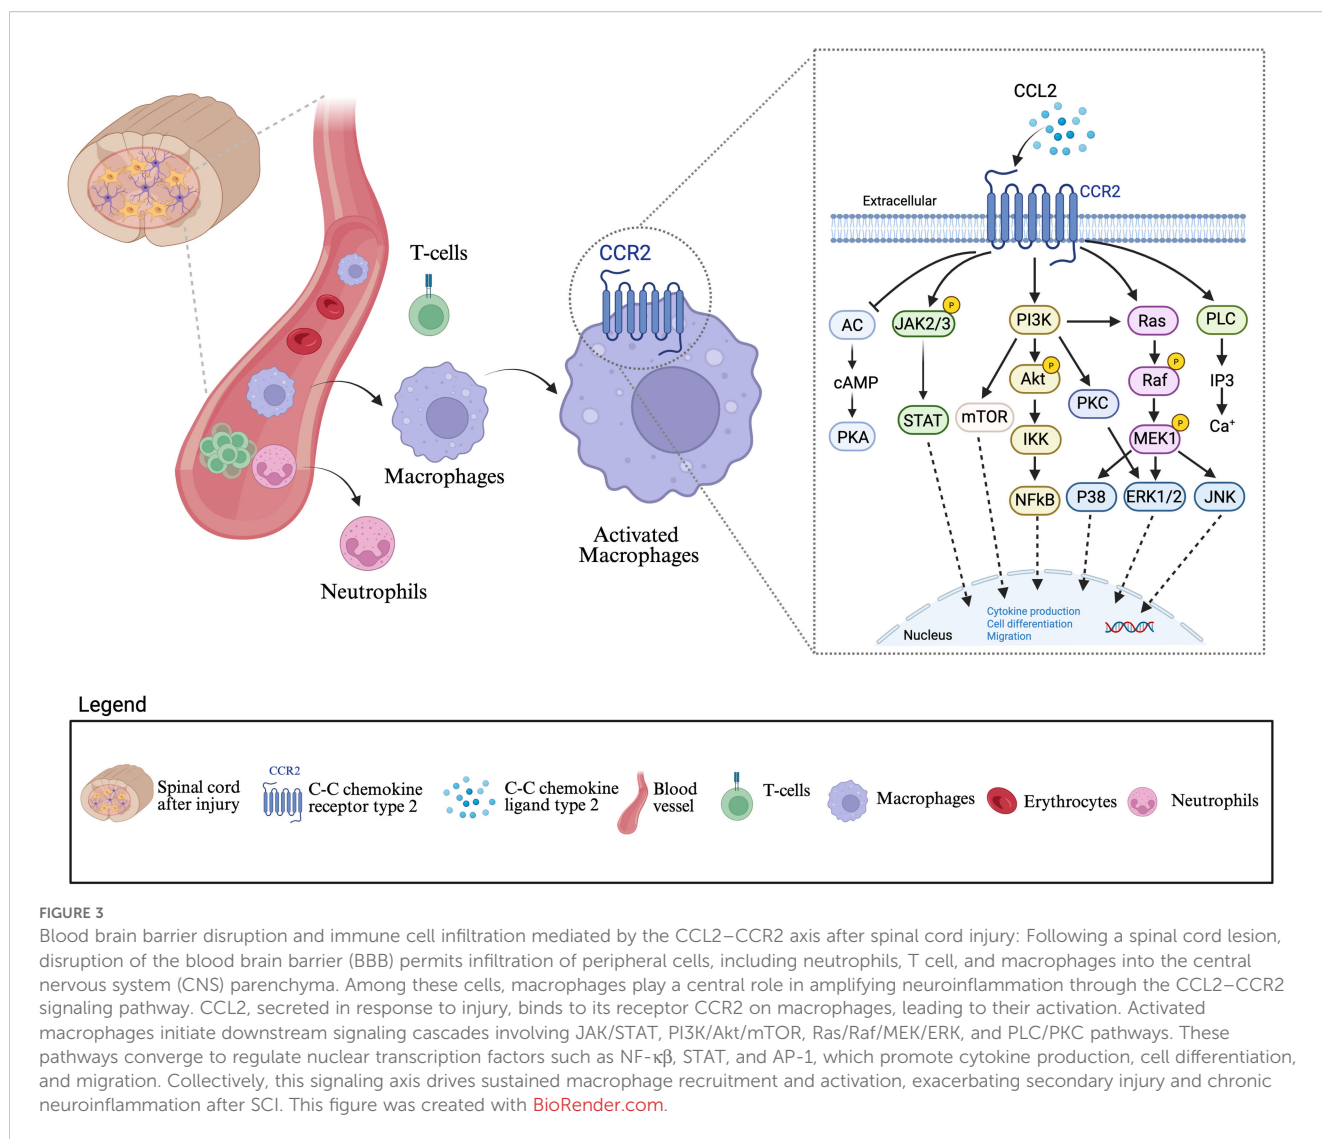 CCL2
CCR2
Extracellular
T-cells
CCR2
AC
JAK2/3
P
PI3K
Ras
PLC
cAMP
Akt
P
Raf
P
IP3
PKA
STAT
mTOR
PKC
IKK
MEK1
P
Ca⁺
NFkB
P38
ERK1/2
JNK
Macrophages
Activated
Macrophages
Neutrophils
Nucleus
Cytokine production
Cell differentiation
Migration
Legend
Spinal cord
after injury
CCR2
C-C chemokine
receptor type 2
C-C chemokine
ligand type 2
Blood
vessel
T-cells
Macrophages
Erythrocytes
Neutrophils
FIGURE 3
Blood brain barrier disruption and immune cell infiltration mediated by the CCL2–CCR2 axis after spinal cord injury: Following a spinal cord lesion,
disruption of the blood brain barrier (BBB) permits infiltration of peripheral cells, including neutrophils, T cell, and macrophages into the central
nervous system (CNS) parenchyma. Among these cells, macrophages play a central role in amplifying neuroinflammation through the CCL2–CCR2
signaling pathway. CCL2, secreted in response to injury, binds to its receptor CCR2 on macrophages, leading to their activation. Activated
macrophages initiate downstream signaling cascades involving JAK/STAT, PI3K/Akt/mTOR, Ras/Raf/MEK/ERK, and PLC/PKC pathways. These
pathways converge to regulate nuclear transcription factors such as NF-κβ, STAT, and AP-1, which promote cytokine production, cell differentiation,
and migration. Collectively, this signaling axis drives sustained macrophage recruitment and activation, exacerbating secondary injury and chronic
neuroinflammation after SCI. This figure was created with BioRender.com.